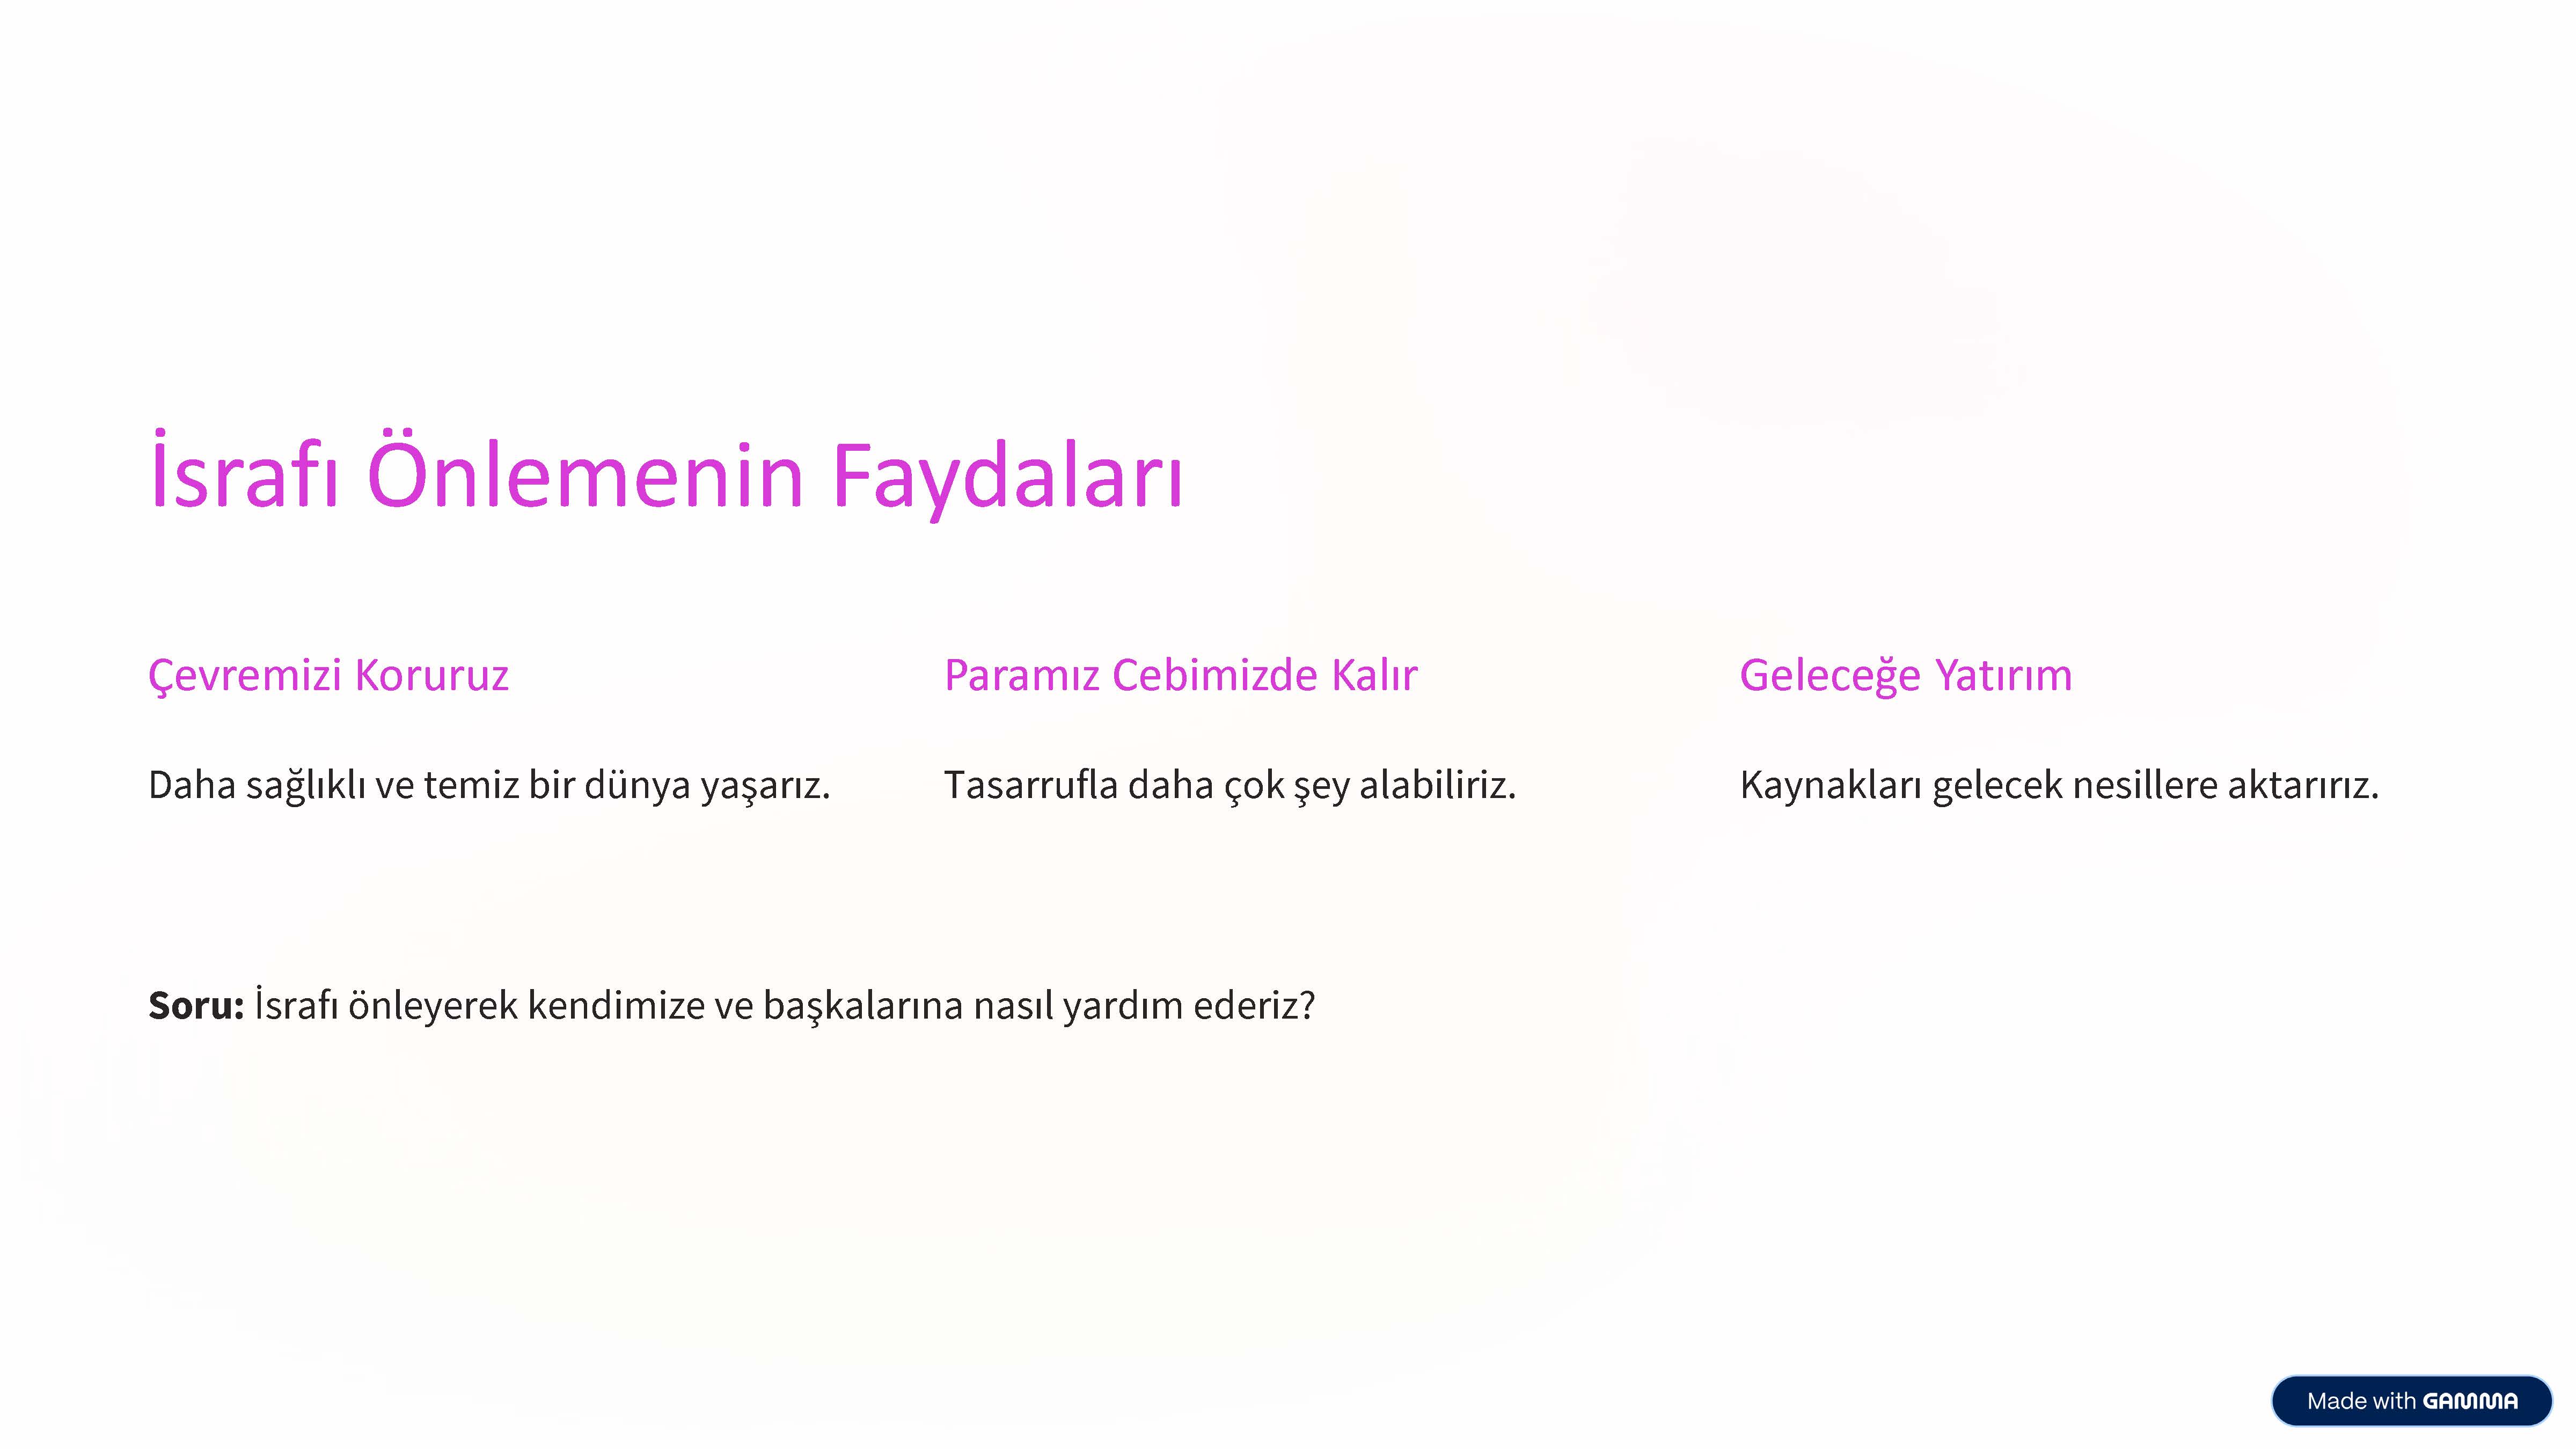 İsrafı Önlemenin Faydaları
Çevremizi Koruruz
Daha sağlıklı ve temiz bir dünya yaşarız.
Paramız Cebimizde Kalır
Tasarrufla daha çok şey alabiliriz.
Geleceğe Yatırım
Kaynakları gelecek nesillere aktarırız.
Soru: İsrafı önleyerek kendimize ve başkalarına nasıl yardım ederiz?
Made with GAMMA